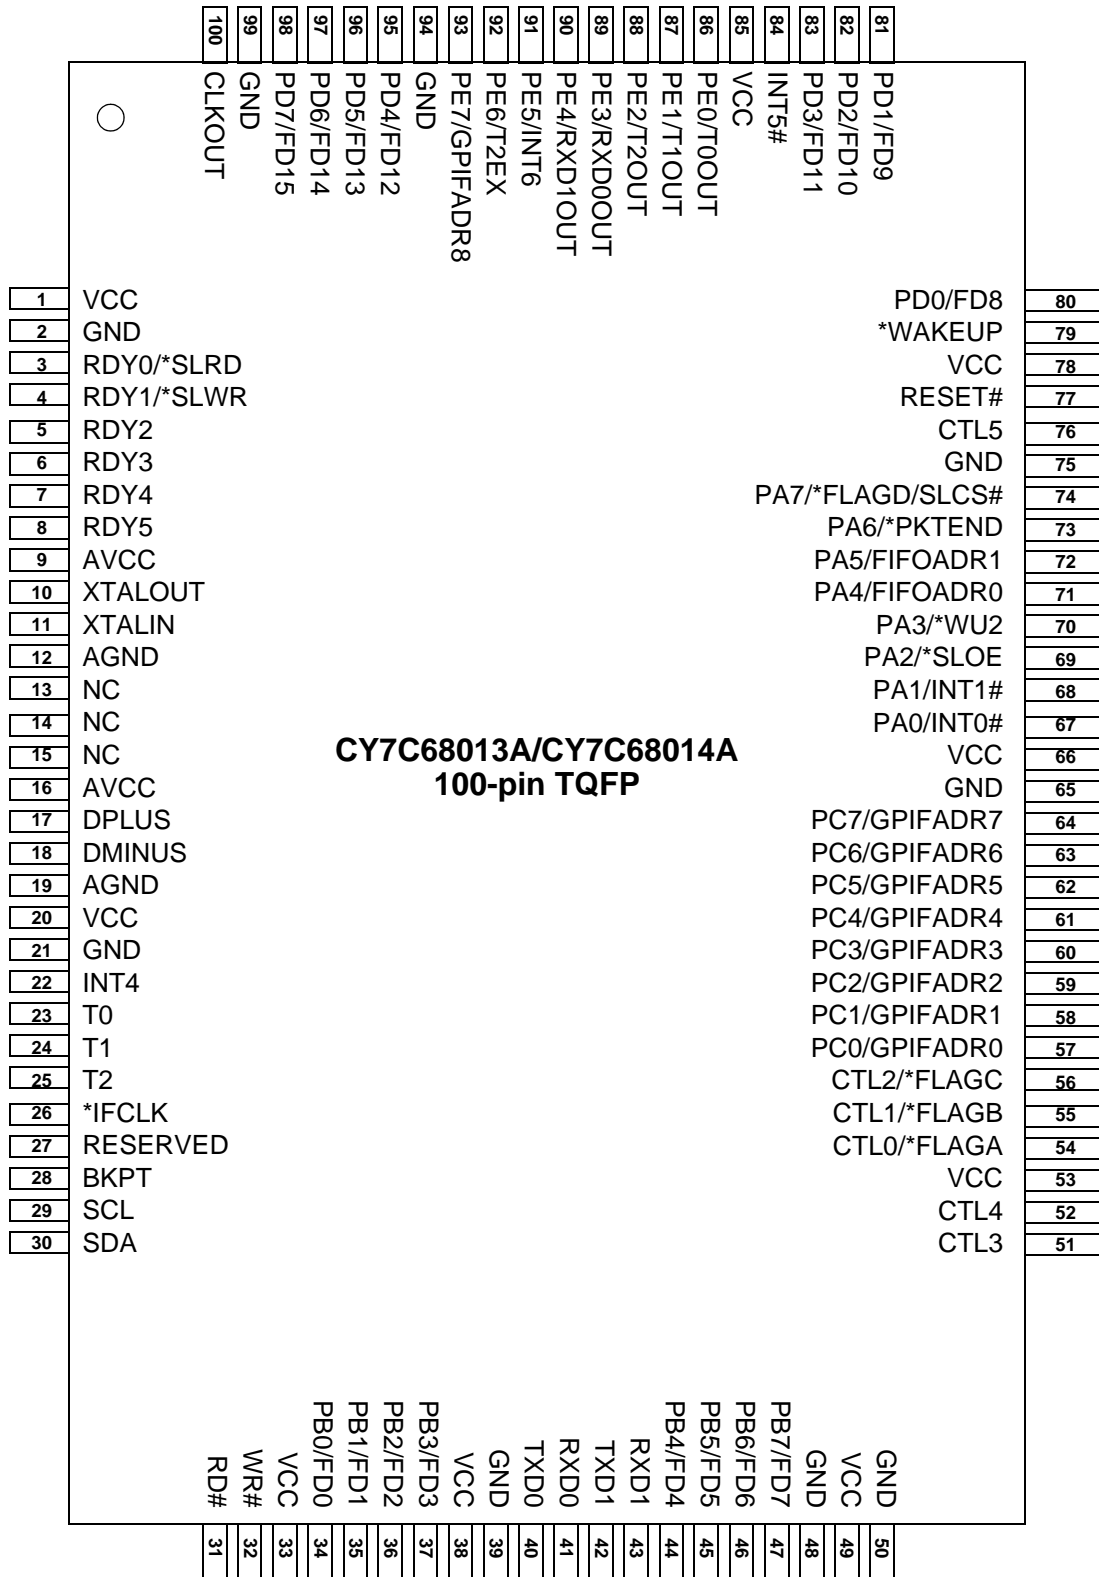 100 99 98 97 96 95 94 93 92 91 90 89 88 87 86 85 84 83 82 81
CLKOUT
GND
PD7/FD15
PD6/FD14
PD5/FD13
PD4/FD12
GND
PE7/GPIFADR8
PE6/T2EX
PE5/INT6
PE4/RXD1OUT
PE3/RXD0OUT
PE2/T2OUT
PE1/T1OUT
PE0/T0OUT
VCC
INT5#
PD3/FD11
PD2/FD10
PD1/FD9
1 VCC
2 GND
3 RDY0/*SLRD
4 RDY1/*SLWR
5 RDY2
6 RDY3
7 RDY4
8 RDY5
9 AVCC
10 XTALOUT
11 XTALIN
12 AGND
13 NC
14 NC
15 NC
16 AVCC
17 DPLUS
18 DMINUS
19 AGND
20 VCC
21 GND
22 INT4
23 T0
24 T1
25 T2
26 *IFCLK
27 RESERVED
28 BKPT
29 SCL
30 SDA
CY7C68013A/CY7C68014A
100-pin TQFP
PD0/FD8 80
*WAKEUP 79
VCC 78
RESET# 77
CTL5 76
GND 75
PA7/*FLAGD/SLCS# 74
PA6/*PKTEND 73
PA5/FIFOADR1 72
PA4/FIFOADR0 71
PA3/*WU2 70
PA2/*SLOE 69
PA1/INT1# 68
PA0/INT0# 67
VCC 66
GND 65
PC7/GPIFADR7 64
PC6/GPIFADR6 63
PC5/GPIFADR5 62
PC4/GPIFADR4 61
PC3/GPIFADR3 60
PC2/GPIFADR2 59
PC1/GPIFADR1 58
PC0/GPIFADR0 57
CTL2/*FLAGC 56
CTL1/*FLAGB 55
CTL0/*FLAGA 54
VCC 53
CTL4 52
CTL3 51
RD#
WR#
VCC
PB0/FD0
PB1/FD1
PB2/FD2
PB3/FD3
VCC
GND
TXD0
RXD0
TXD1
RXD1
PB4/FD4
PB5/FD5
PB6/FD6
PB7/FD7
GND
VCC
GND
31 32 33 34 35 36 37 38 39 40 41 42 43 44 45 46 47 48 49 50